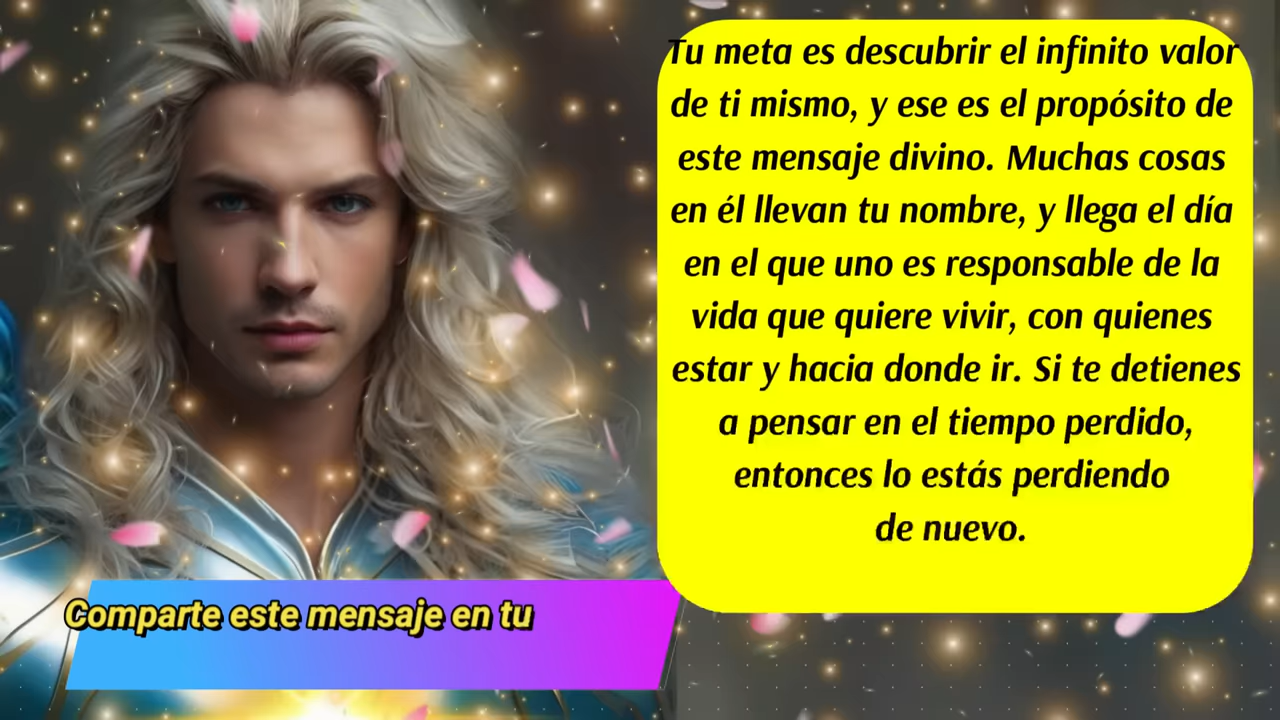 Tu meta es descubrir el infinito valor
de ti mismo, y ese es el propósito de
este mensaje divino. Muchas cosas
en él llevan tu nombre, y llega el día
en el que uno es responsable de la
vida que quiere vivir, con quienes
estar y hacia donde ir. Si te detienes
a pensar en el tiempo perdido,
entonces lo estás perdiendo
de nuevo.
Comparte este mensaje en tu